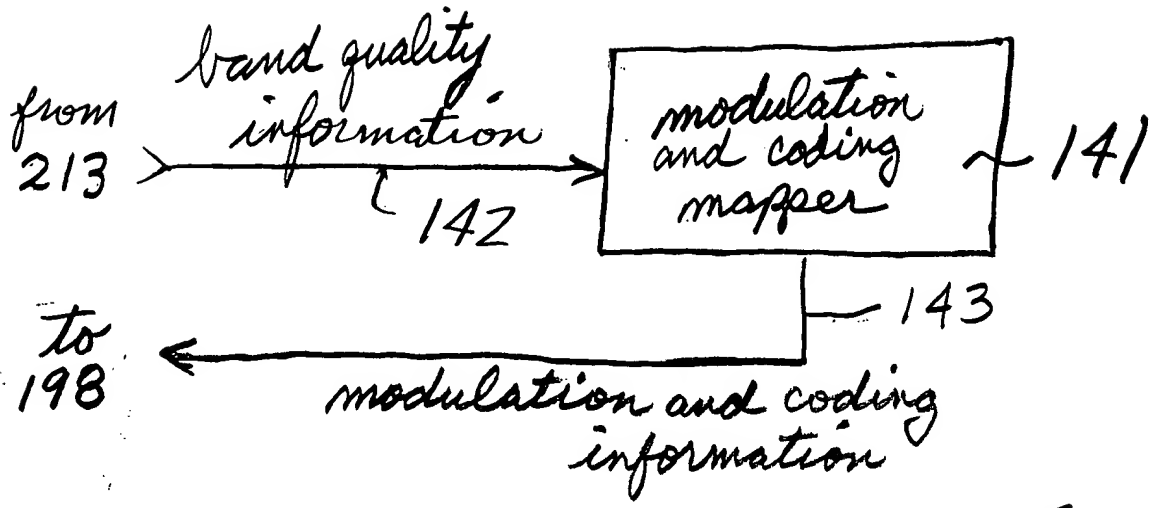 band quality
information
from
213
142
modulation
and coding
mapper
141
143
to
198
modulation and coding
information